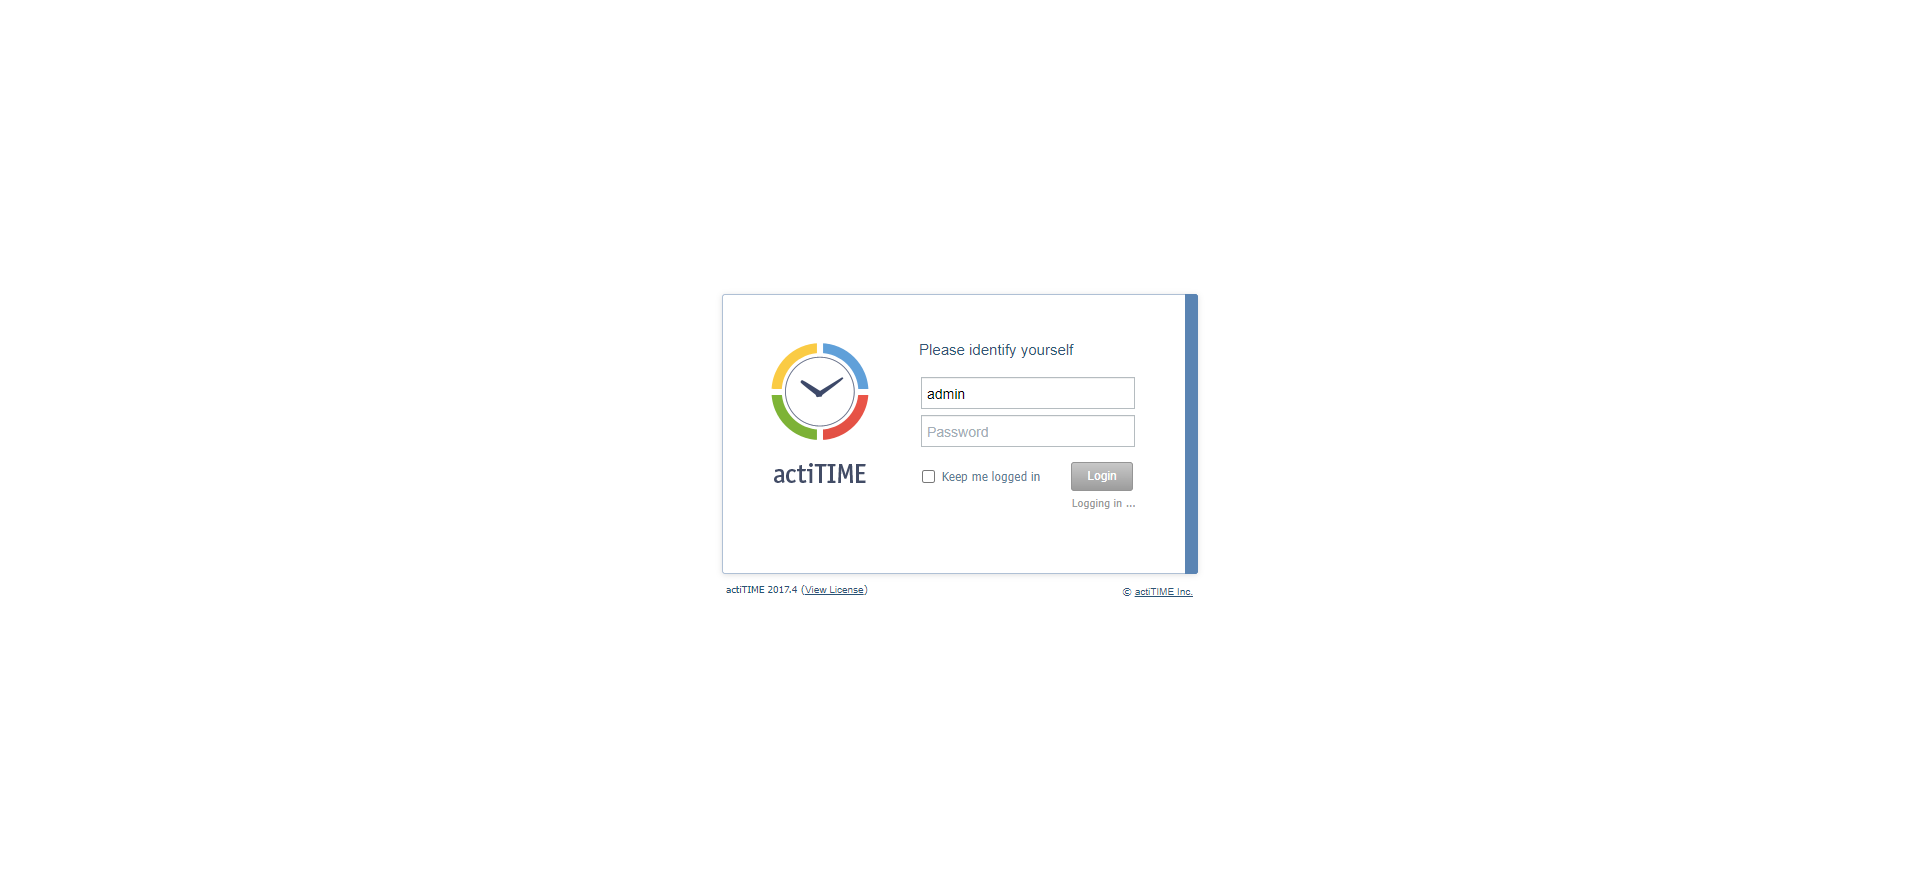 Please identify yourself
admin
Password
actiTIME
Keep me logged in
Login
Logging in ...
actiTIME 2017.4 (View License)
© actiTIME Inc.